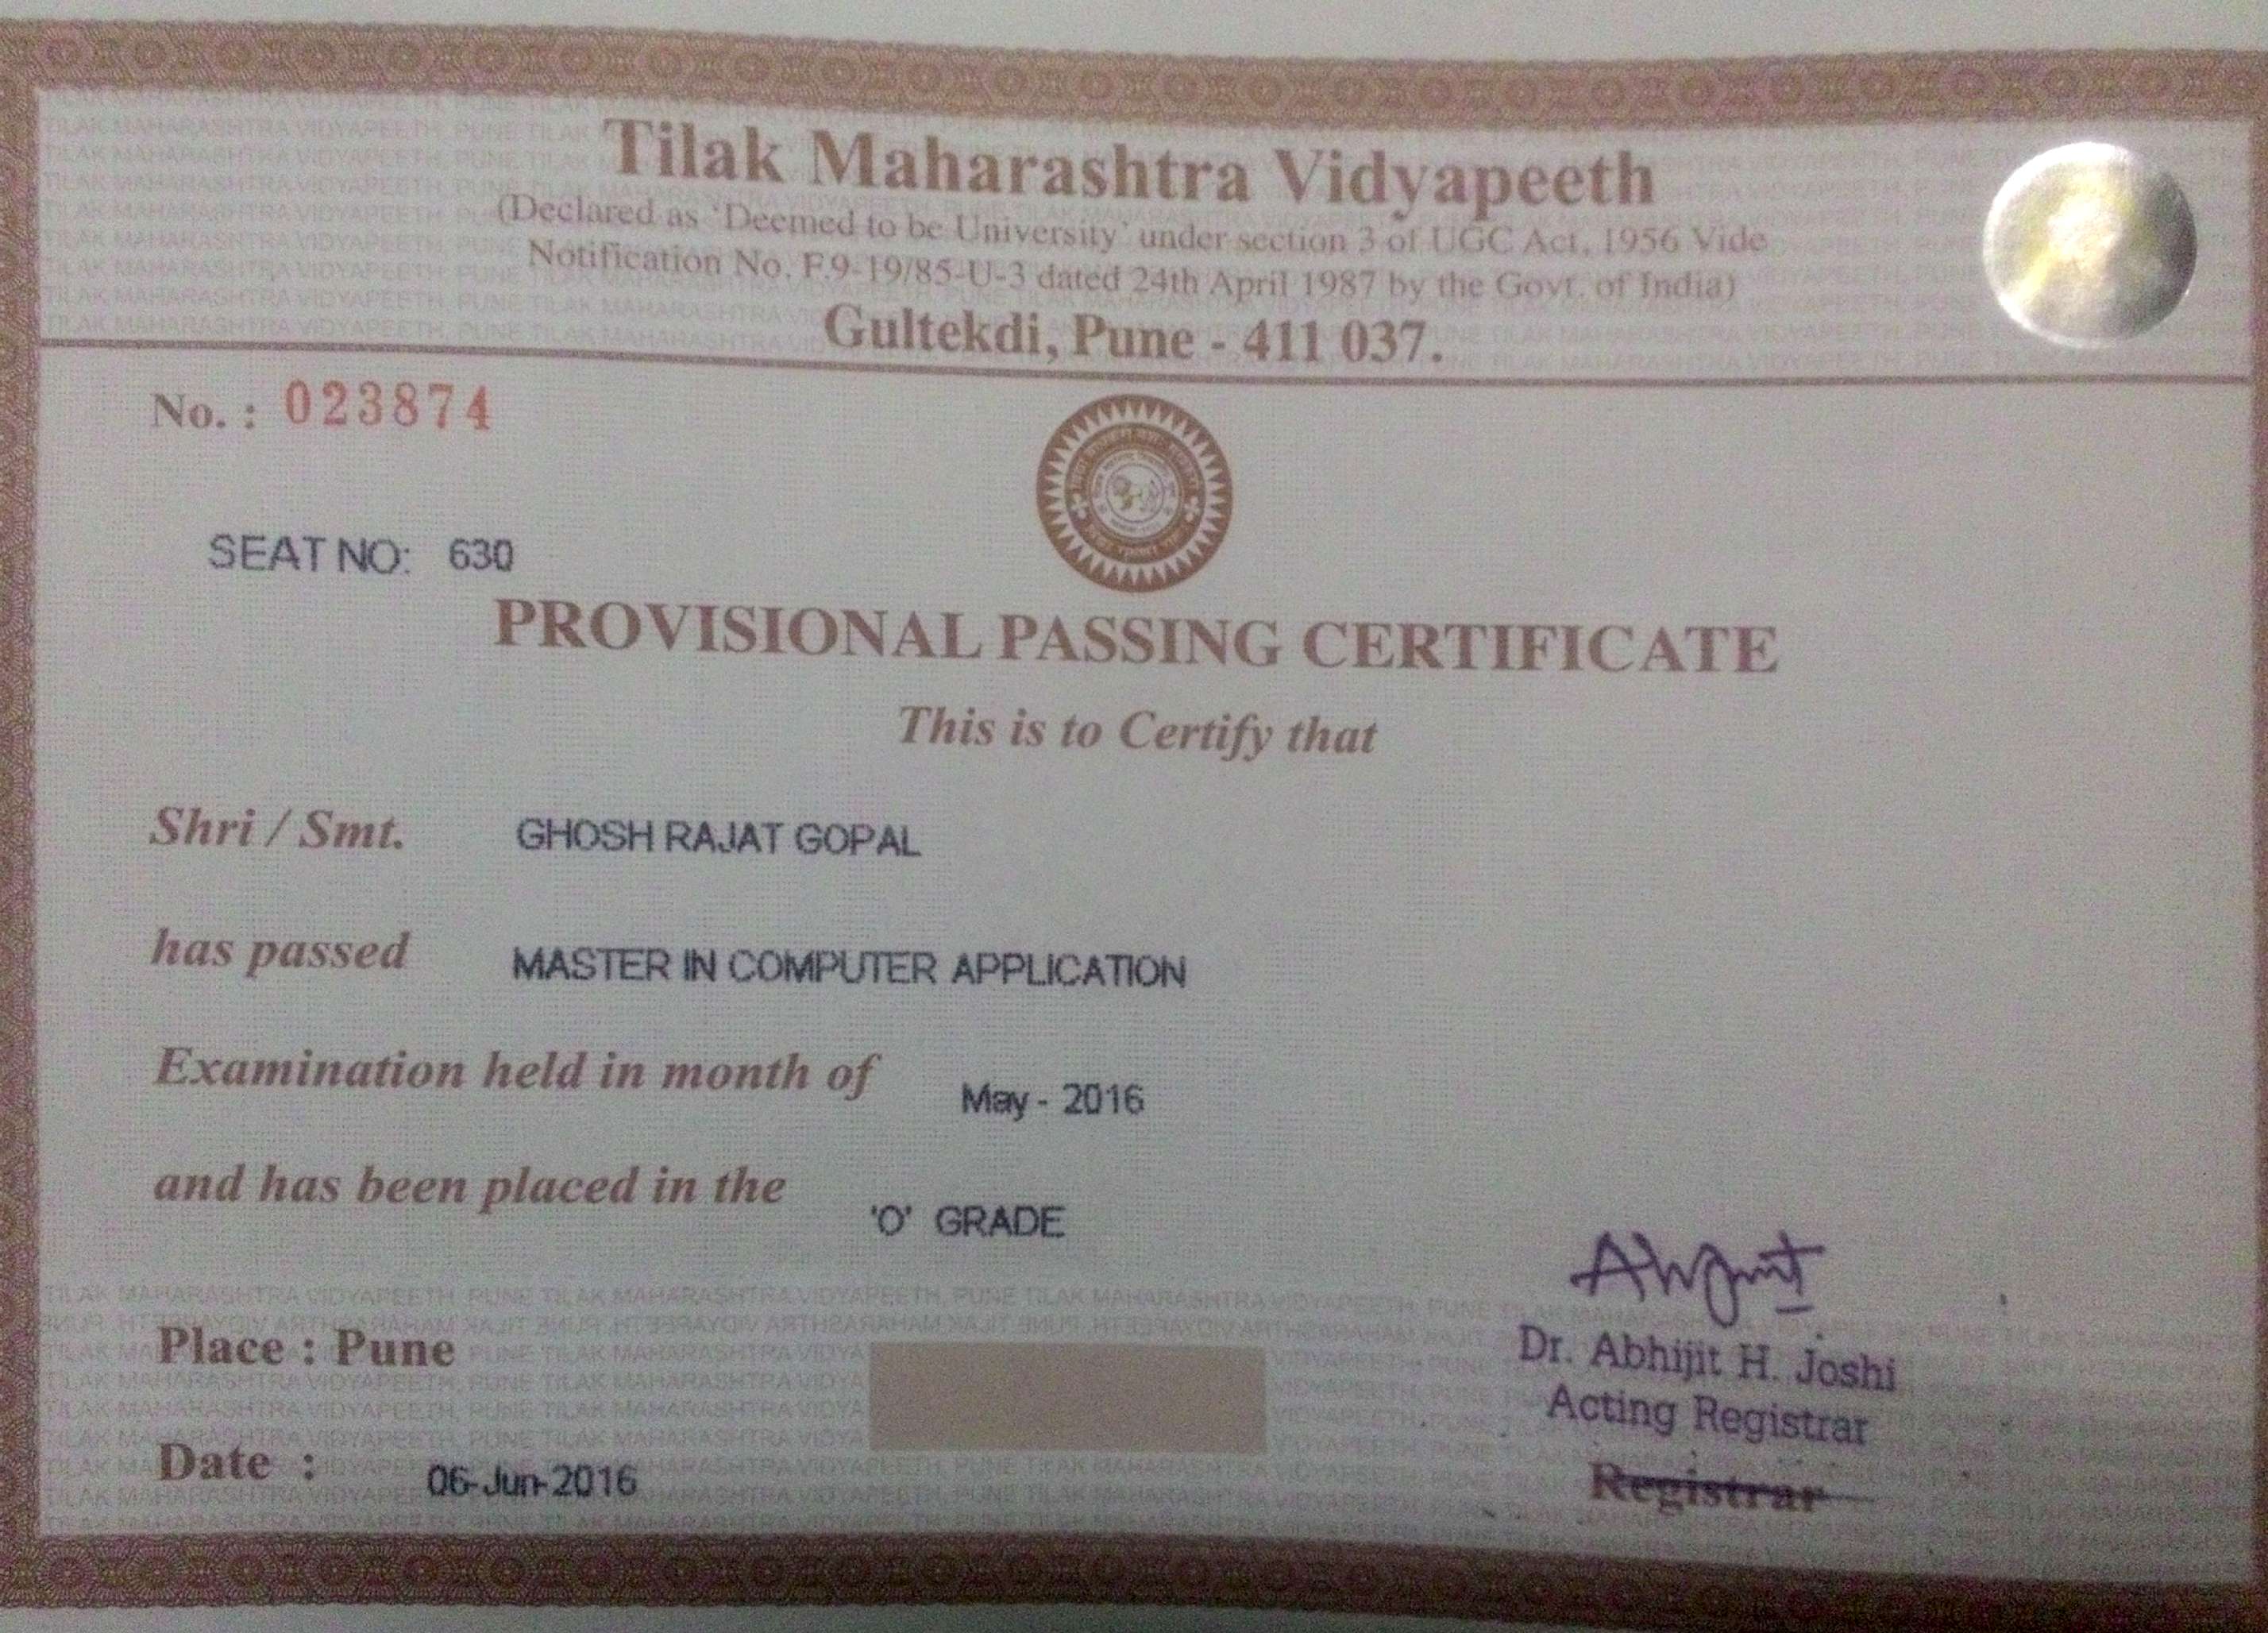 Tilak Maharashtra Vidyapeeth
(Declared as 'Deemed to be University' under section 3 of UGC Act, 1956 Vide
Notification No. F.9-19/85-U-3 dated 24th April 1987 by the Govt. of India)
Gultekdi, Pune - 411 037.
No. : 023874
SEAT NO: 630
PROVISIONAL PASSING CERTIFICATE
This is to Certify that
Shri / Smt. GHOSH RAJAT GOPAL
has passed MASTER IN COMPUTER APPLICATION
Examination held in month of May - 2016
and has been placed in the 'O' GRADE
Place : Pune
Dr. Abhijit H. Joshi
Acting Registrar
Date : 06-Jun-2016
Registrar